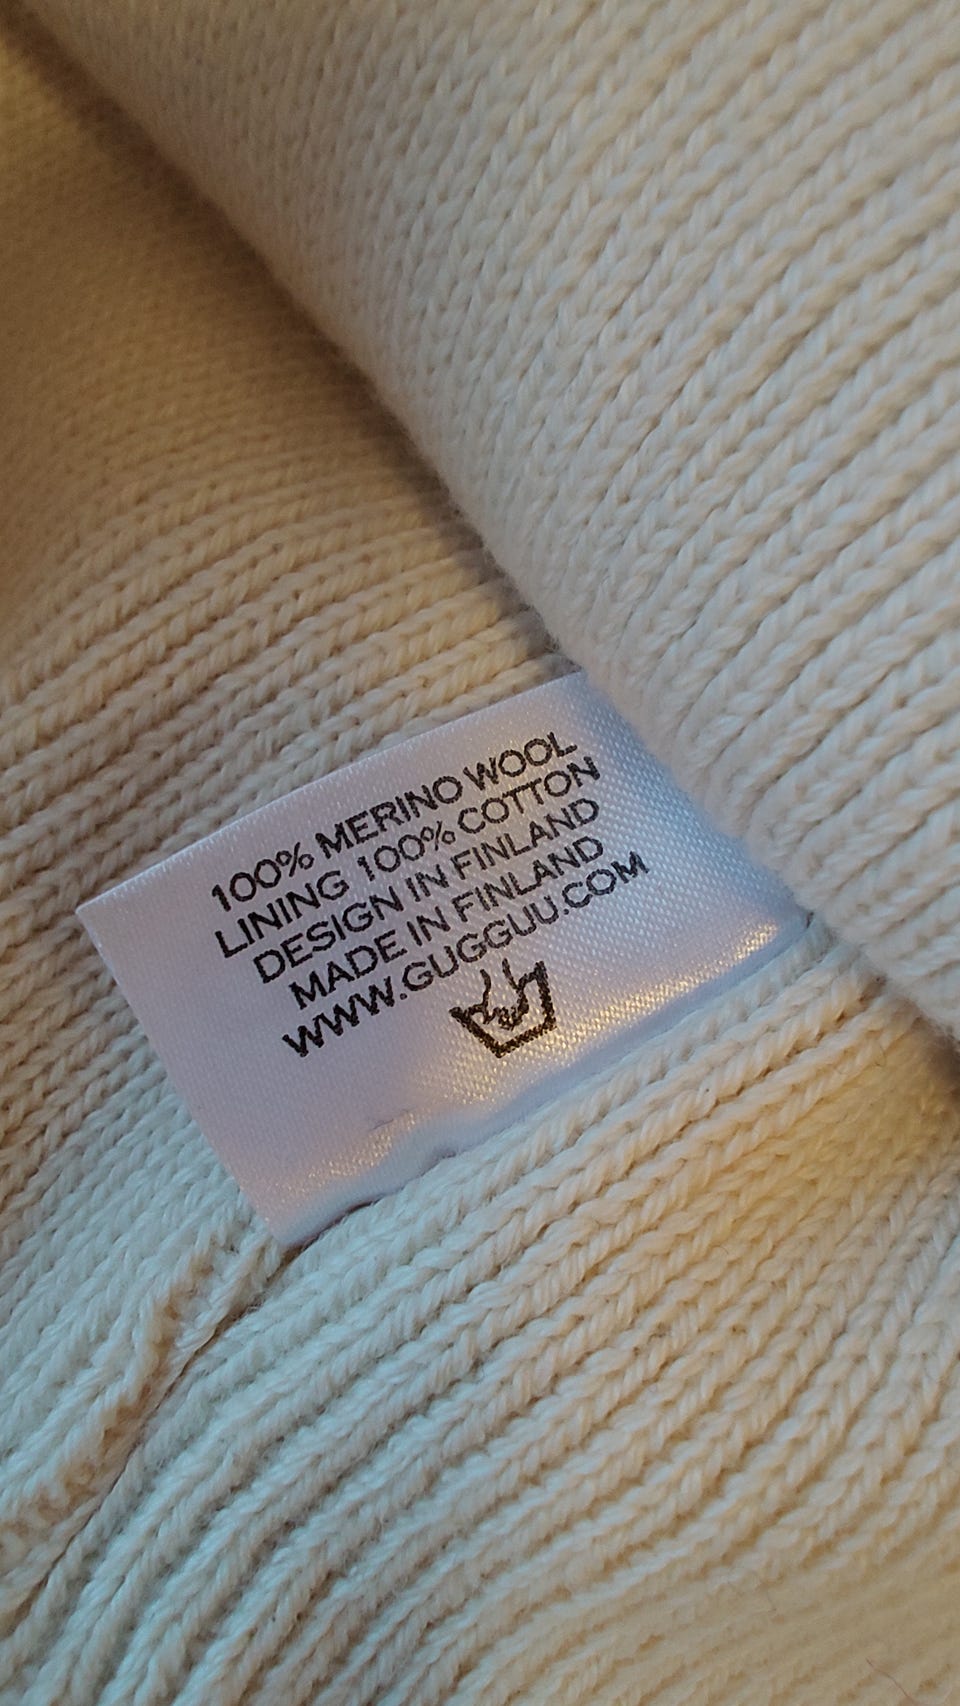 100% MERINO WOOL
LINING 100% COTTON
DESIGN IN FINLAND
MADE IN FINLAND
WWW.GUGGUU.COM